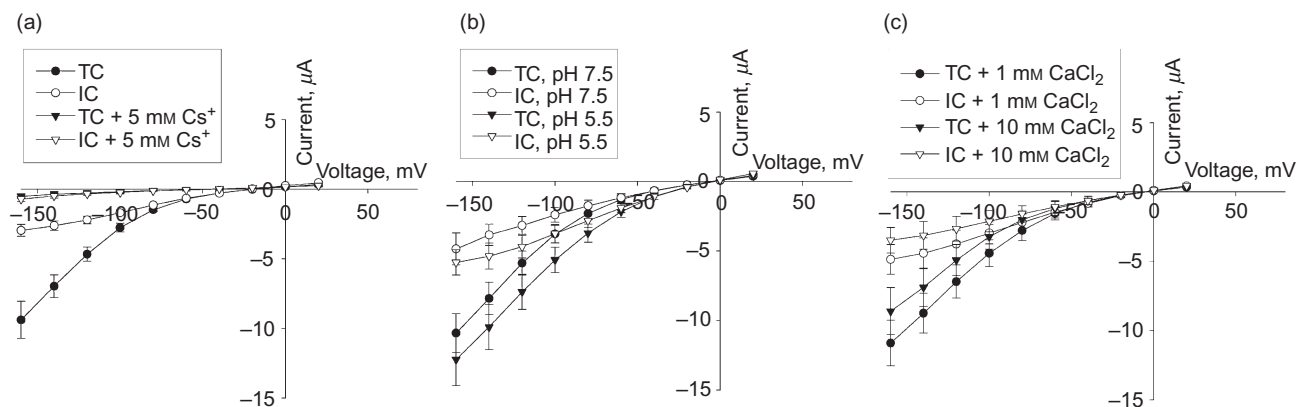 (a)
TC
IC
TC + 5 mM Cs⁺
IC + 5 mM Cs⁺
Current, μA
Voltage, mV
5
–150
–100
–50
0
50
–5
–10
–15
(b)
TC, pH 7.5
IC, pH 7.5
TC, pH 5.5
IC, pH 5.5
Current, μA
Voltage, mV
5
–150
–100
–50
0
50
–5
–10
–15
(c)
TC + 1 mM CaCl₂
IC + 1 mM CaCl₂
TC + 10 mM CaCl₂
IC + 10 mM CaCl₂
Current, μA
Voltage, mV
5
–150
–100
–50
0
50
–5
–10
–15